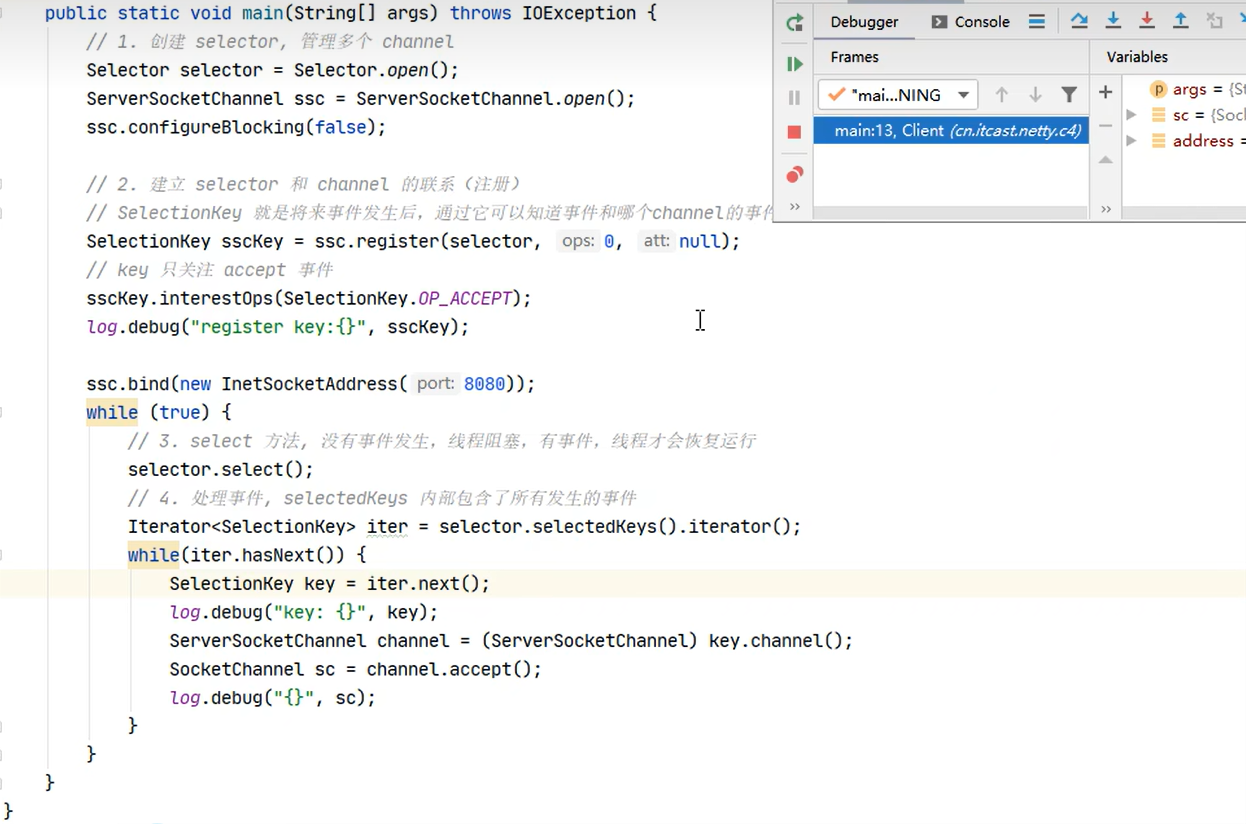 public static void main(String[] args) throws IOException {
// 1. 创建 selector, 管理多个 channel
Selector selector = Selector.open();
ServerSocketChannel ssc = ServerSocketChannel.open();
ssc.configureBlocking(false);
// 2. 建立 selector 和 channel 的联系（注册）
// SelectionKey 就是将来事件发生后，通过它可以知道事件和哪个channel的事件
SelectionKey sscKey = ssc.register(selector, ops: 0, att: null);
// key 只关注 accept 事件
sscKey.interestOps(SelectionKey.OP_ACCEPT);
log.debug("register key:{}", sscKey);
ssc.bind(new InetSocketAddress( port: 8080));
while (true) {
// 3. select 方法, 没有事件发生，线程阻塞，有事件，线程才会恢复运行
selector.select();
// 4. 处理事件, selectedKeys 内部包含了所有发生的事件
Iterator<SelectionKey> iter = selector.selectedKeys().iterator();
while(iter.hasNext()) {
SelectionKey key = iter.next();
log.debug("key: {}", key);
ServerSocketChannel channel = (ServerSocketChannel) key.channel();
SocketChannel sc = channel.accept();
log.debug("{}", sc);
}
}
}
}
Debugger Console
Frames Variables
"mai...NING
main:13, Client (cn.itcast.netty.c4)
p args = {St
sc = {Soc
address =